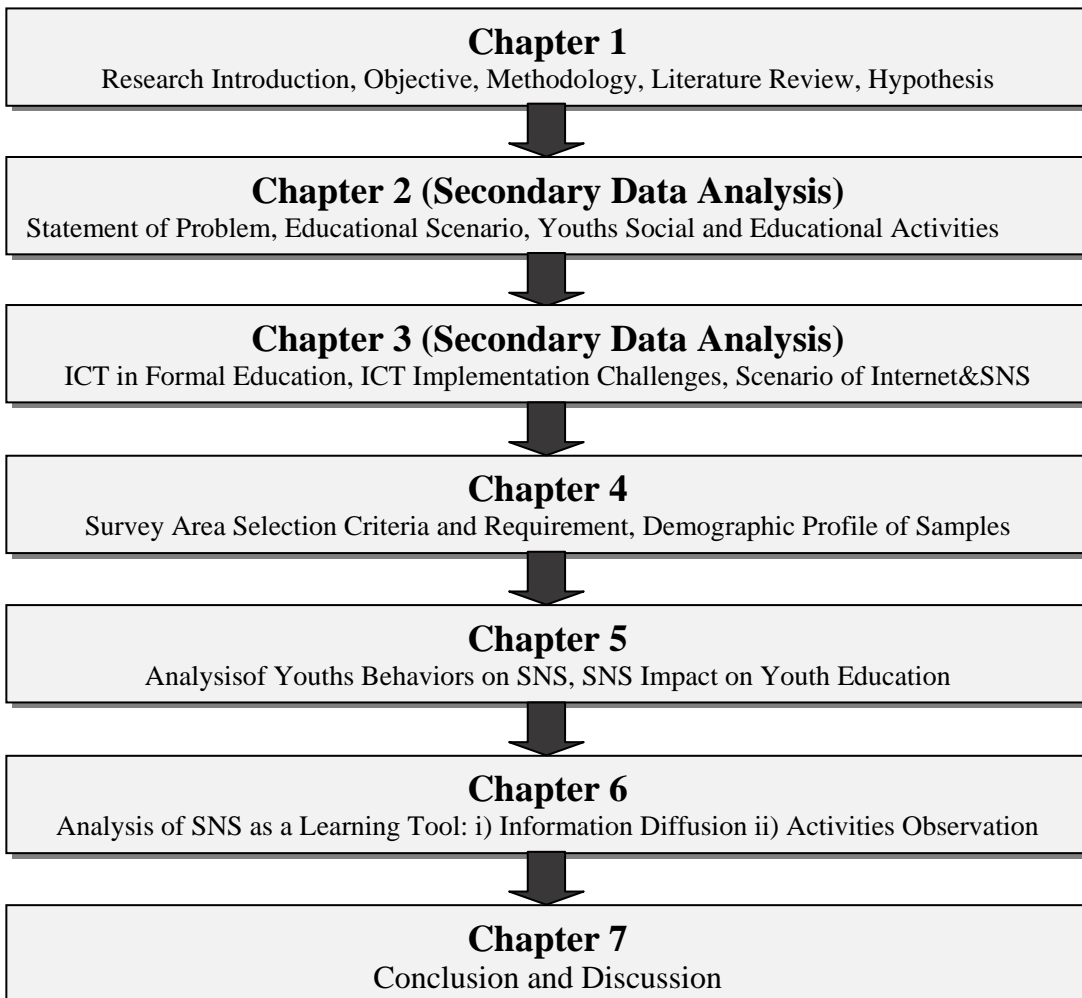 Chapter 1
Research Introduction, Objective, Methodology, Literature Review, Hypothesis
Chapter 2 (Secondary Data Analysis)
Statement of Problem, Educational Scenario, Youths Social and Educational Activities
Chapter 3 (Secondary Data Analysis)
ICT in Formal Education, ICT Implementation Challenges, Scenario of Internet&SNS
Chapter 4
Survey Area Selection Criteria and Requirement, Demographic Profile of Samples
Chapter 5
Analysisof Youths Behaviors on SNS, SNS Impact on Youth Education
Chapter 6
Analysis of SNS as a Learning Tool: i) Information Diffusion ii) Activities Observation
Chapter 7
Conclusion and Discussion